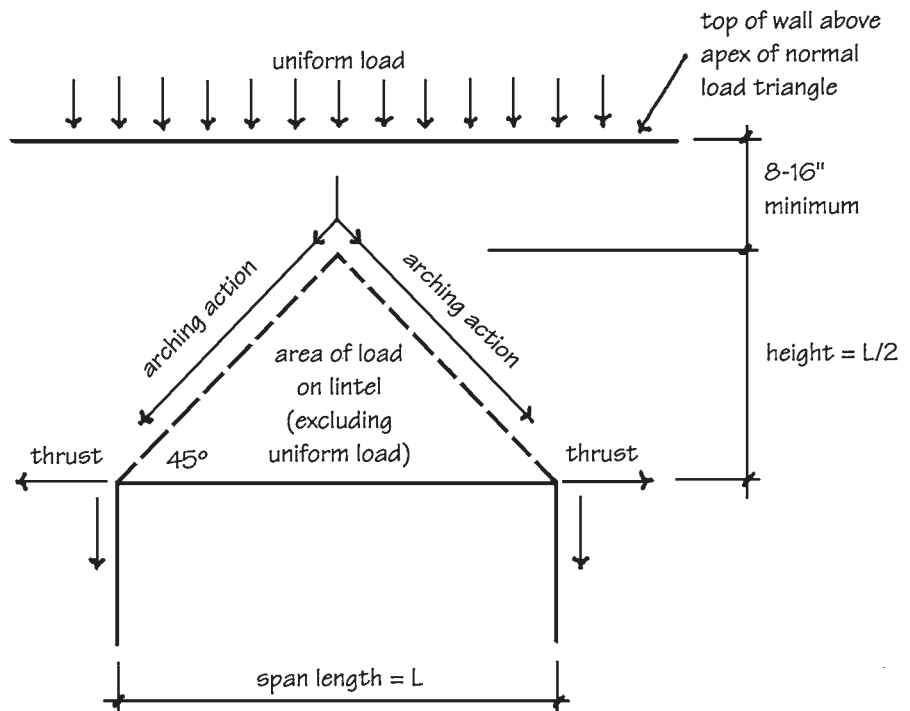 top of wall above
apex of normal
load triangle
uniform load
8-16"
minimum
arching action
arching action
area of load
on lintel
(excluding
uniform load)
height = L/2
thrust
45°
thrust
span length = L